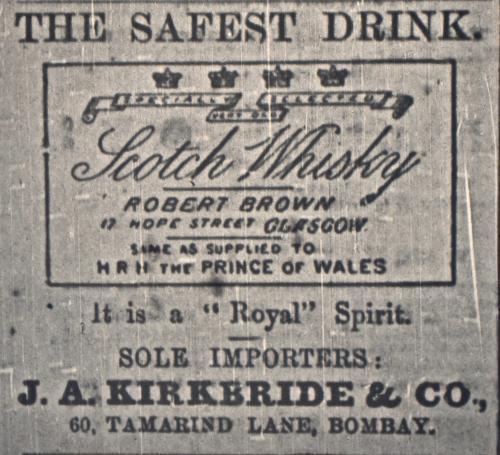 THE SAFEST DRINK.
SPECIALLY SELECTED
VERY OLD
Scotch Whisky
ROBERT BROWN
17 HOPE STREET GLASGOW.
SAME AS SUPPLIED TO
H R H THE PRINCE OF WALES
It is a "Royal" Spirit.
SOLE IMPORTERS:
J. A. KIRKBRIDE & CO.,
60, TAMARIND LANE, BOMBAY.